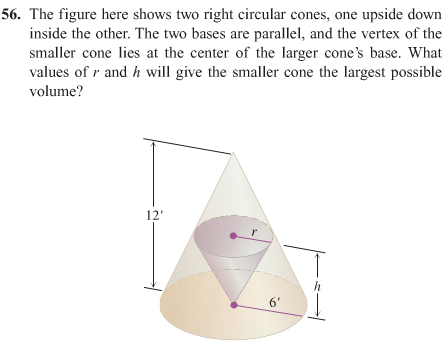 56. The figure here shows two right circular cones, one upside down
inside the other. The two bases are parallel, and the vertex of the
smaller cone lies at the center of the larger cone's base. What
values of r and h will give the smaller cone the largest possible
volume?
12'
r
h
6'